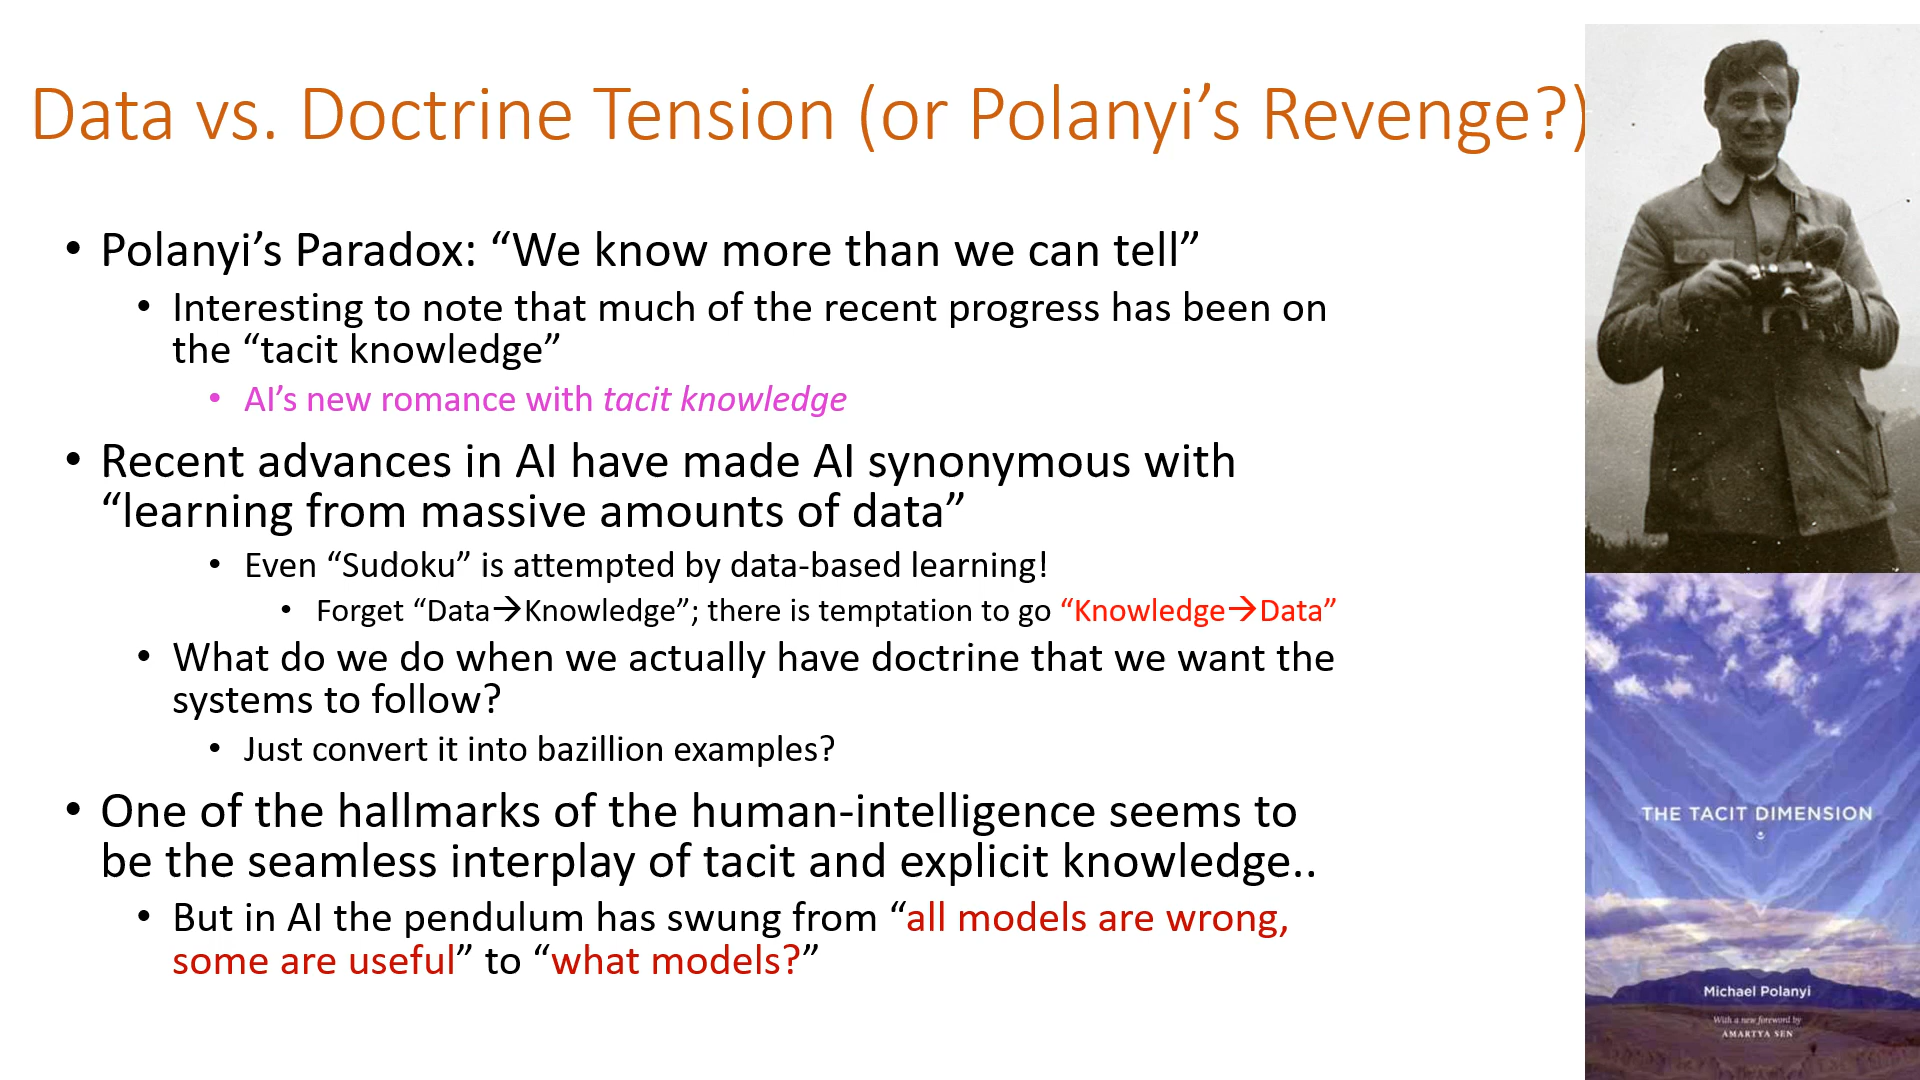 Data vs. Doctrine Tension (or Polanyi’s Revenge?)
• Polanyi’s Paradox: “We know more than we can tell”
• Interesting to note that much of the recent progress has been on
the “tacit knowledge”
• AI’s new romance with tacit knowledge
• Recent advances in AI have made AI synonymous with
“learning from massive amounts of data”
• Even “Sudoku” is attempted by data-based learning!
• Forget “Data→Knowledge”; there is temptation to go “Knowledge→Data”
• What do we do when we actually have doctrine that we want the
systems to follow?
• Just convert it into bazillion examples?
• One of the hallmarks of the human-intelligence seems to
be the seamless interplay of tacit and explicit knowledge..
• But in AI the pendulum has swung from “all models are wrong,
some are useful” to “what models?”
THE TACIT DIMENSION
Michael Polanyi
With a new foreword by
AMARTYA SEN